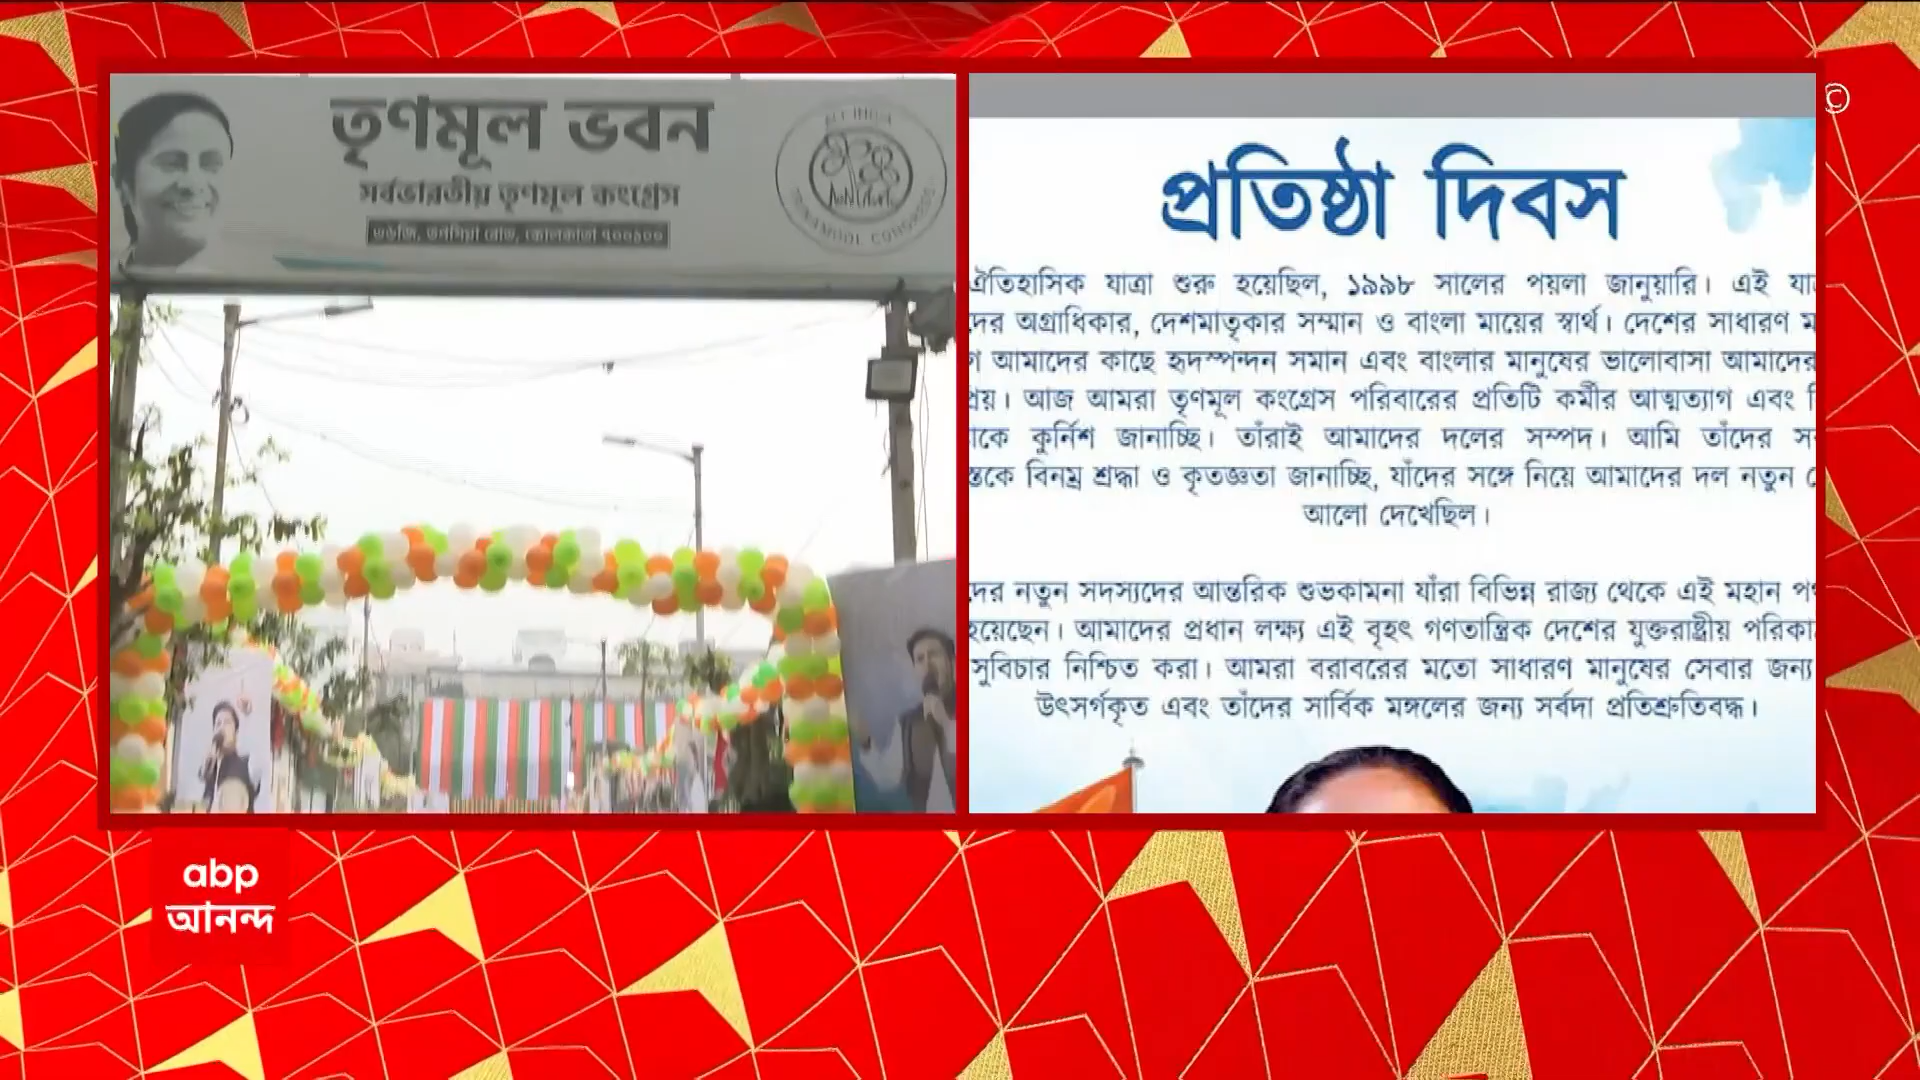 তৃণমূল ভবন
সর্বভারতীয় তৃণমূল কংগ্রেস
রোড, কোলকাতা ৭০০১০০
TRINAMOOL CONGRESS
©
প্রতিষ্ঠা দিবস
ঐতিহাসিক যাত্রা শুরু হয়েছিল, ১৯৯৮ সালের পয়লা জানুয়ারি। এই
অগ্রাধিকার, দেশমাতৃকার সম্মান ও বাংলা মায়ের স্বার্থ। দেশের সাধারণ
আমাদের কাছে হৃদস্পন্দন সমান এবং বাংলার মানুষের ভালোবাসা আমাদের
আজ আমরা তৃণমূল কংগ্রেস পরিবারের প্রতিটি কর্মীর আত্মত্যাগ এবং
কুর্নিশ জানাচ্ছি। তাঁরাই আমাদের দলের সম্পদ। আমি তাঁদের
বিনম্র শ্রদ্ধা ও কৃতজ্ঞতা জানাচ্ছি, যাঁদের সঙ্গে নিয়ে আমাদের দল নতুন
আলো দেখেছিল।
নতুন সদস্যদের আন্তরিক শুভকামনা যাঁরা বিভিন্ন রাজ্য থেকে এই মহান
হয়েছেন। আমাদের প্রধান লক্ষ্য এই বৃহৎ গণতান্ত্রিক দেশের যুক্তরাষ্ট্রীয়
সুবিচার নিশ্চিত করা। আমরা বরাবরের মতো সাধারণ মানুষের সেবার জন্য
উৎসর্গকৃত এবং তাঁদের সার্বিক মঙ্গলের জন্য সর্বদা প্রতিশ্রুতিবদ্ধ।
abp
আনন্দ